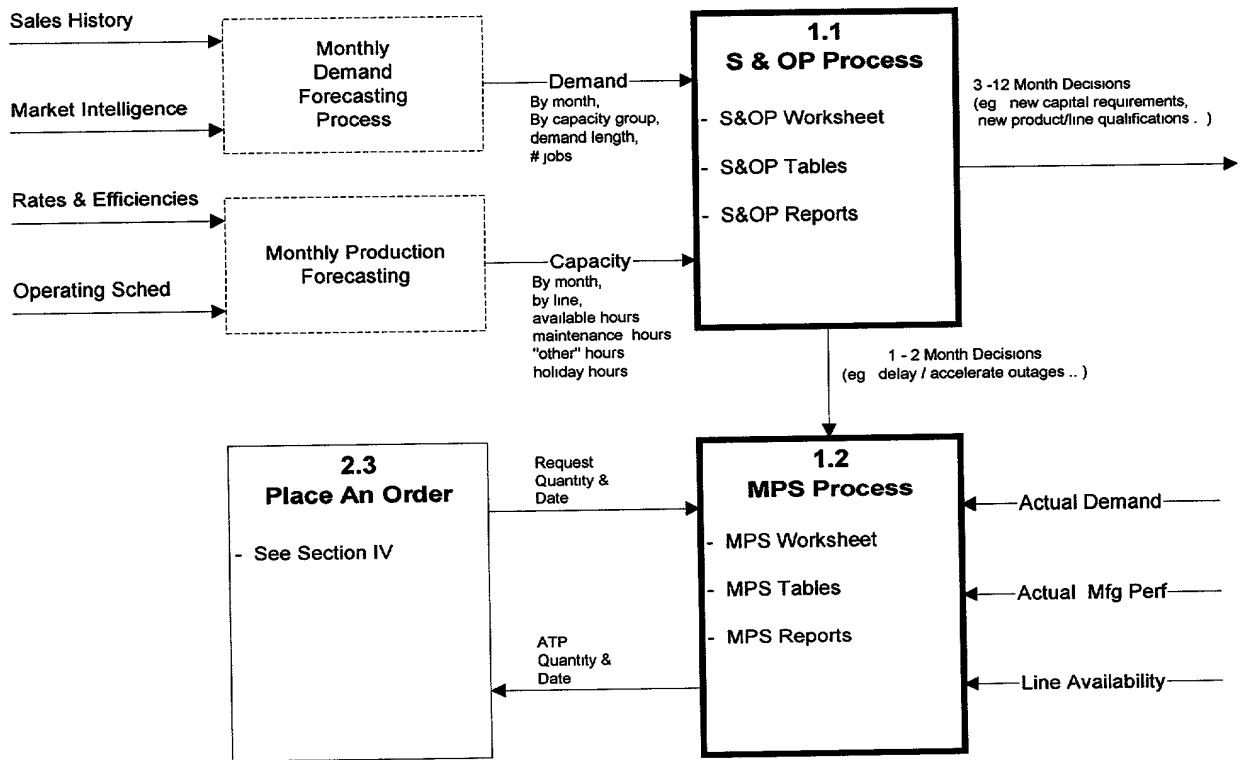 Sales History
Market Intelligence
Rates & Efficiencies
Operating Sched
Monthly
Demand
Forecasting
Process
Monthly Production
Forecasting
Demand
By month,
By capacity group,
demand length,
# jobs
Capacity
By month,
by line,
available hours
maintenance hours
"other" hours
holiday hours
1.1
S & OP Process
- S&OP Worksheet
- S&OP Tables
- S&OP Reports
3 -12 Month Decisions
(eg new capital requirements,
new product/line qualifications . )
1 - 2 Month Decisions
(eg delay / accelerate outages .. )
2.3
Place An Order
- See Section IV
Request
Quantity &
Date
ATP
Quantity &
Date
1.2
MPS Process
- MPS Worksheet
- MPS Tables
- MPS Reports
Actual Demand
Actual Mfg Perf
Line Availability